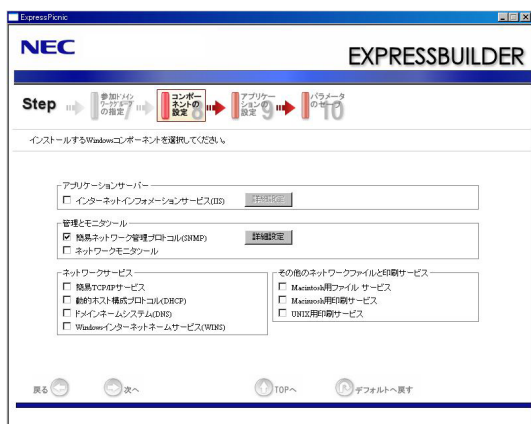 ExpressPicnic
NEC
EXPRESSBUILDER
Step
参加ドメイン
ワークグループ
の指定 7
コンポー
ネントの
設定 8
アプリケー
ションの
設定 9
パラメータ
のセーブ 10
インストールするWindowsコンポーネントを選択してください。
アプリケーションサーバー
インターネットインフォメーションサービス(IIS)
詳細設定
管理とモニタツール
簡易ネットワーク管理プロトコル(SNMP)
詳細設定
ネットワークモニタツール
ネットワークサービス
簡易TCP/IPサービス
動的ホスト構成プロトコル(DHCP)
ドメインネームシステム(DNS)
Windowsインターネットネームサービス(WINS)
その他のネットワークファイルと印刷サービス
Macintosh用ファイル サービス
Macintosh用印刷サービス
UNIX用印刷サービス
戻る
次へ
TOPへ
デフォルトへ戻す